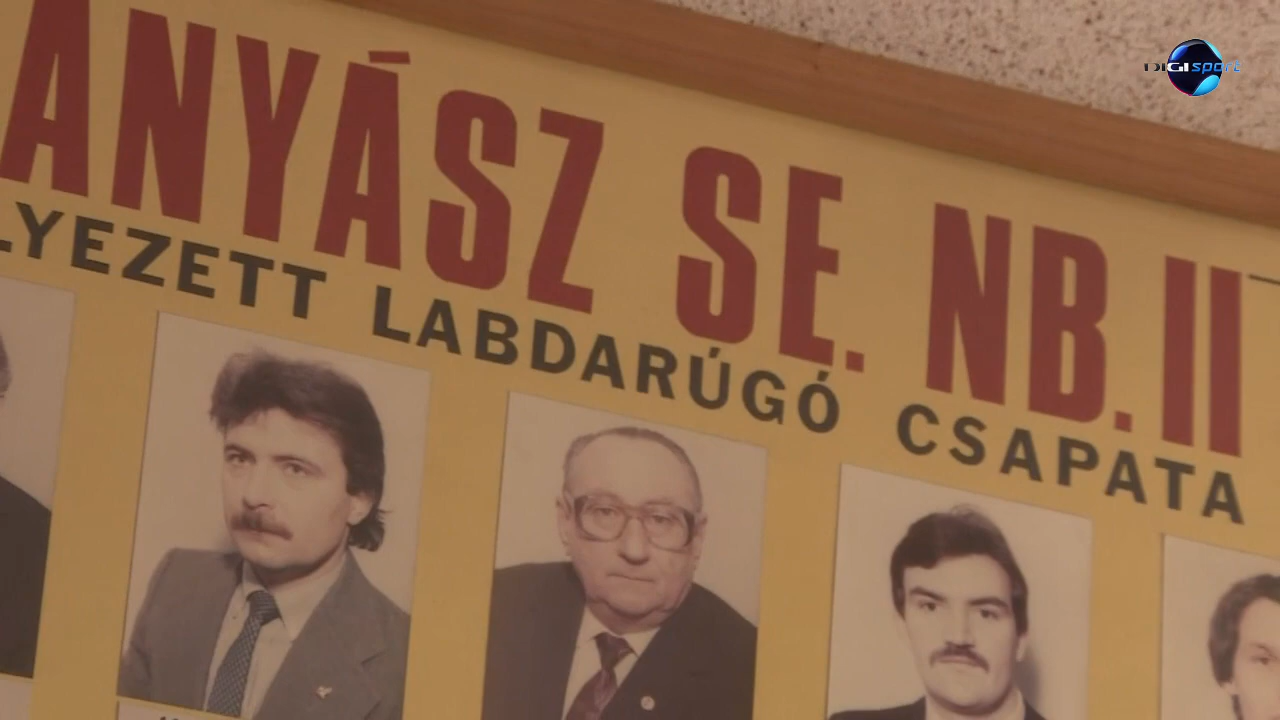 ANYÁSZ SE. NB. II
LYEZETT LABDARÚGÓ CSAPATA
DIGI sport